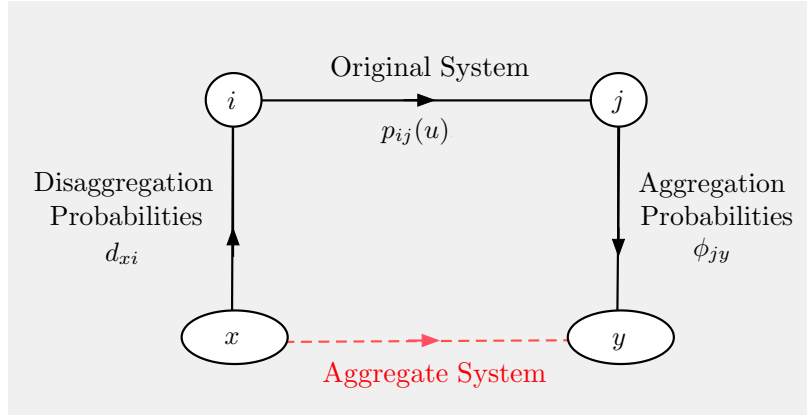 Original System
i
j
p_{ij}(u)
Disaggregation
Probabilities
d_{xi}
Aggregation
Probabilities
ϕ_{jy}
x
y
Aggregate System